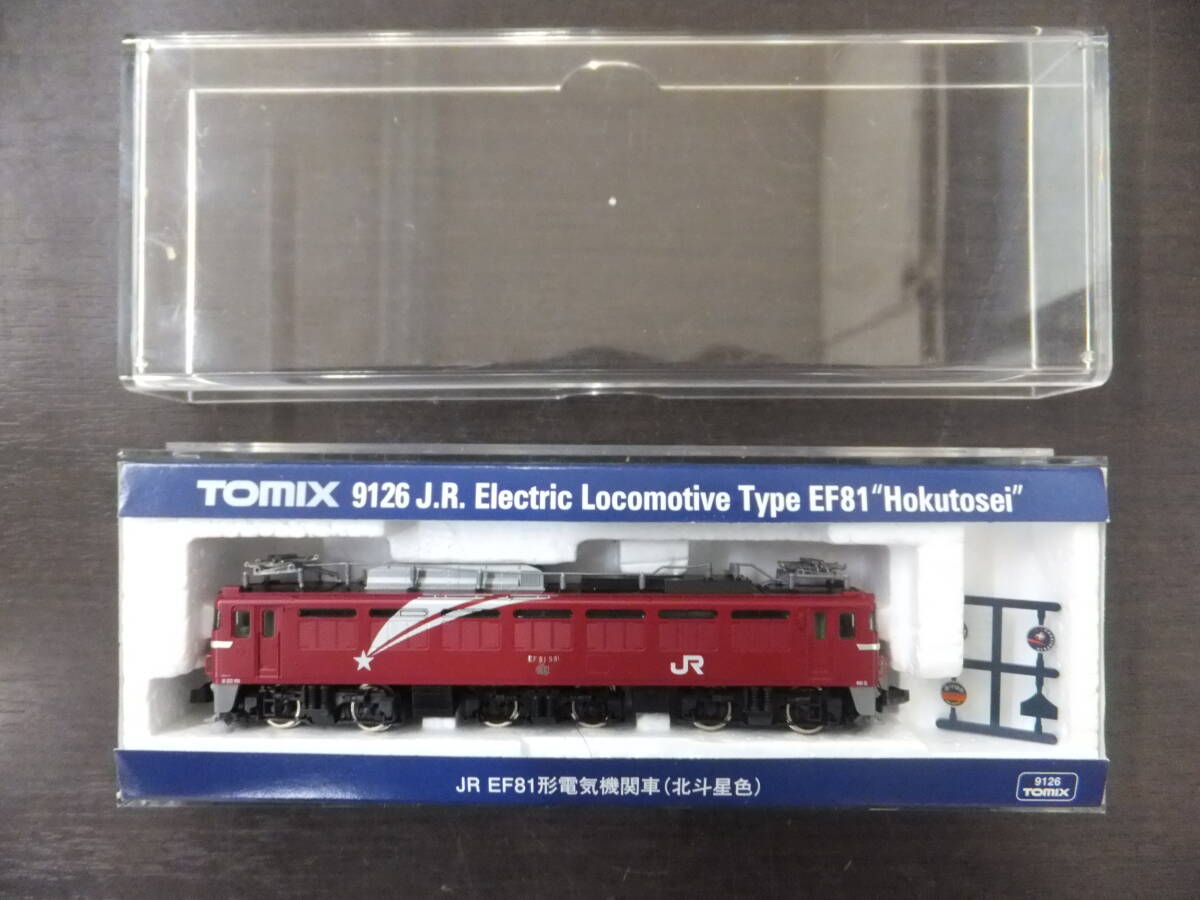 TOMIX 9126 J.R. Electric Locomotive Type EF81 “Hokutosei”
JR
JR EF81形電気機関車(北斗星色)
9126
TOMIX